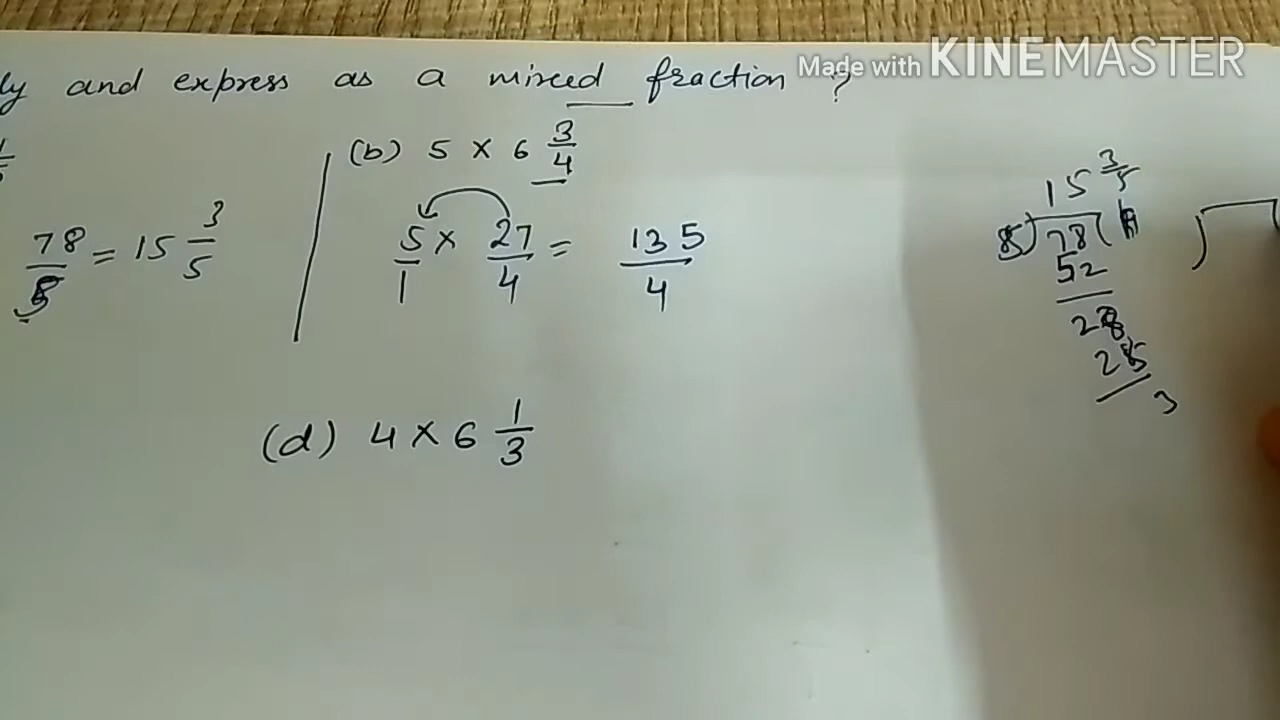 Made with KINEMASTER
ly and express as a mixed fraction ?
(b) 5 × 6 3/4
78/5 = 15 3/5
5/1 × 27/4 = 135/4
(d) 4 × 6 1/3
15 3/5
5)78(
28
25
3